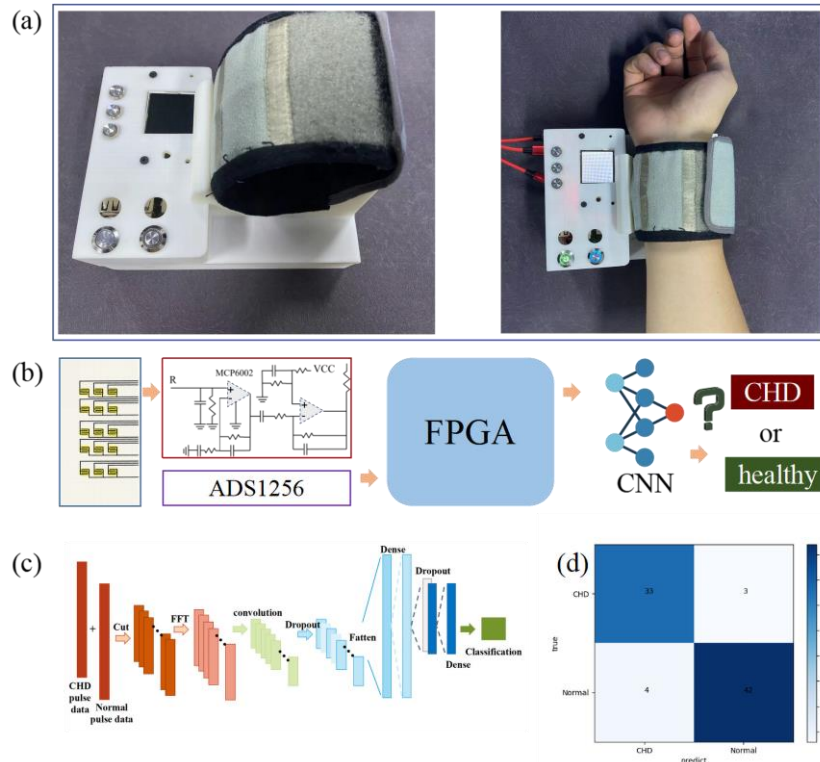 (a)
(b)
R
MCP6002
VCC
ADS1256
FPGA
CNN
?
CHD
or
healthy
(c)
CHD
pulse
data
+
Normal
pulse data
Cut
FFT
convolution
Dropout
Fatten
Dense
Dropout
Dense
Classification
(d)
true
CHD
33
3
Normal
4
42
CHD
Normal
predict